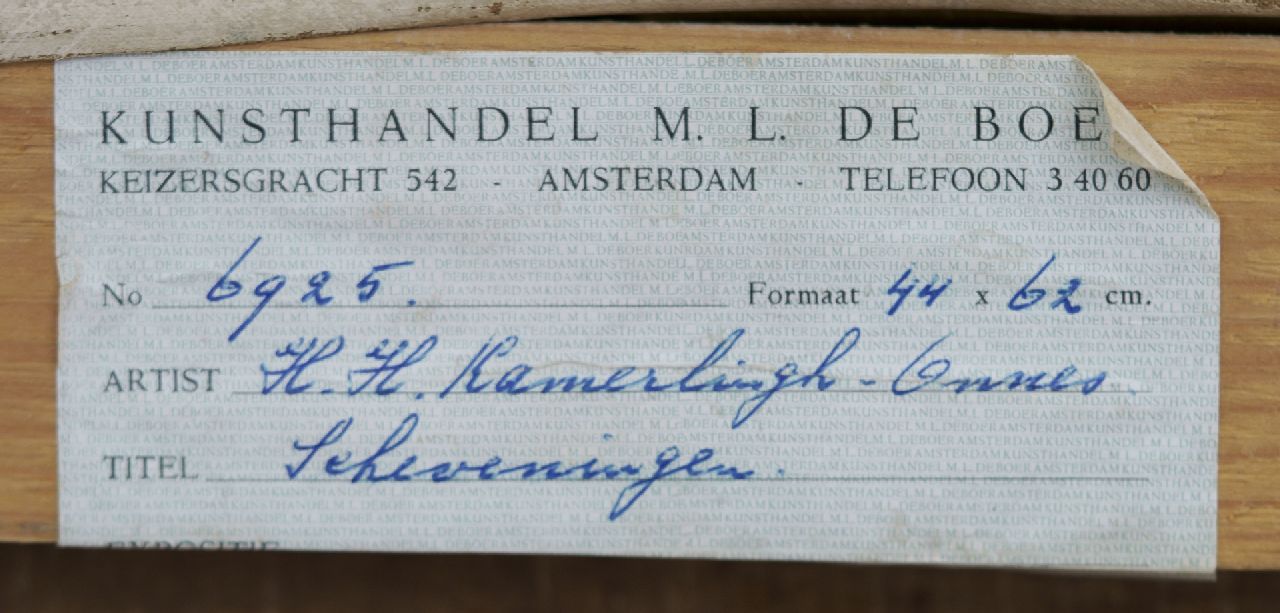 KUNSTHANDEL M. L. DE BOE
KEIZERSGRACHT 542 - AMSTERDAM - TELEFOON 3 40 60
No 6925. Formaat 44 x 62 cm.
ARTIST H. H. Kamerlingh-Onnes.
TITEL Scheveningen.
EXPOSITIE